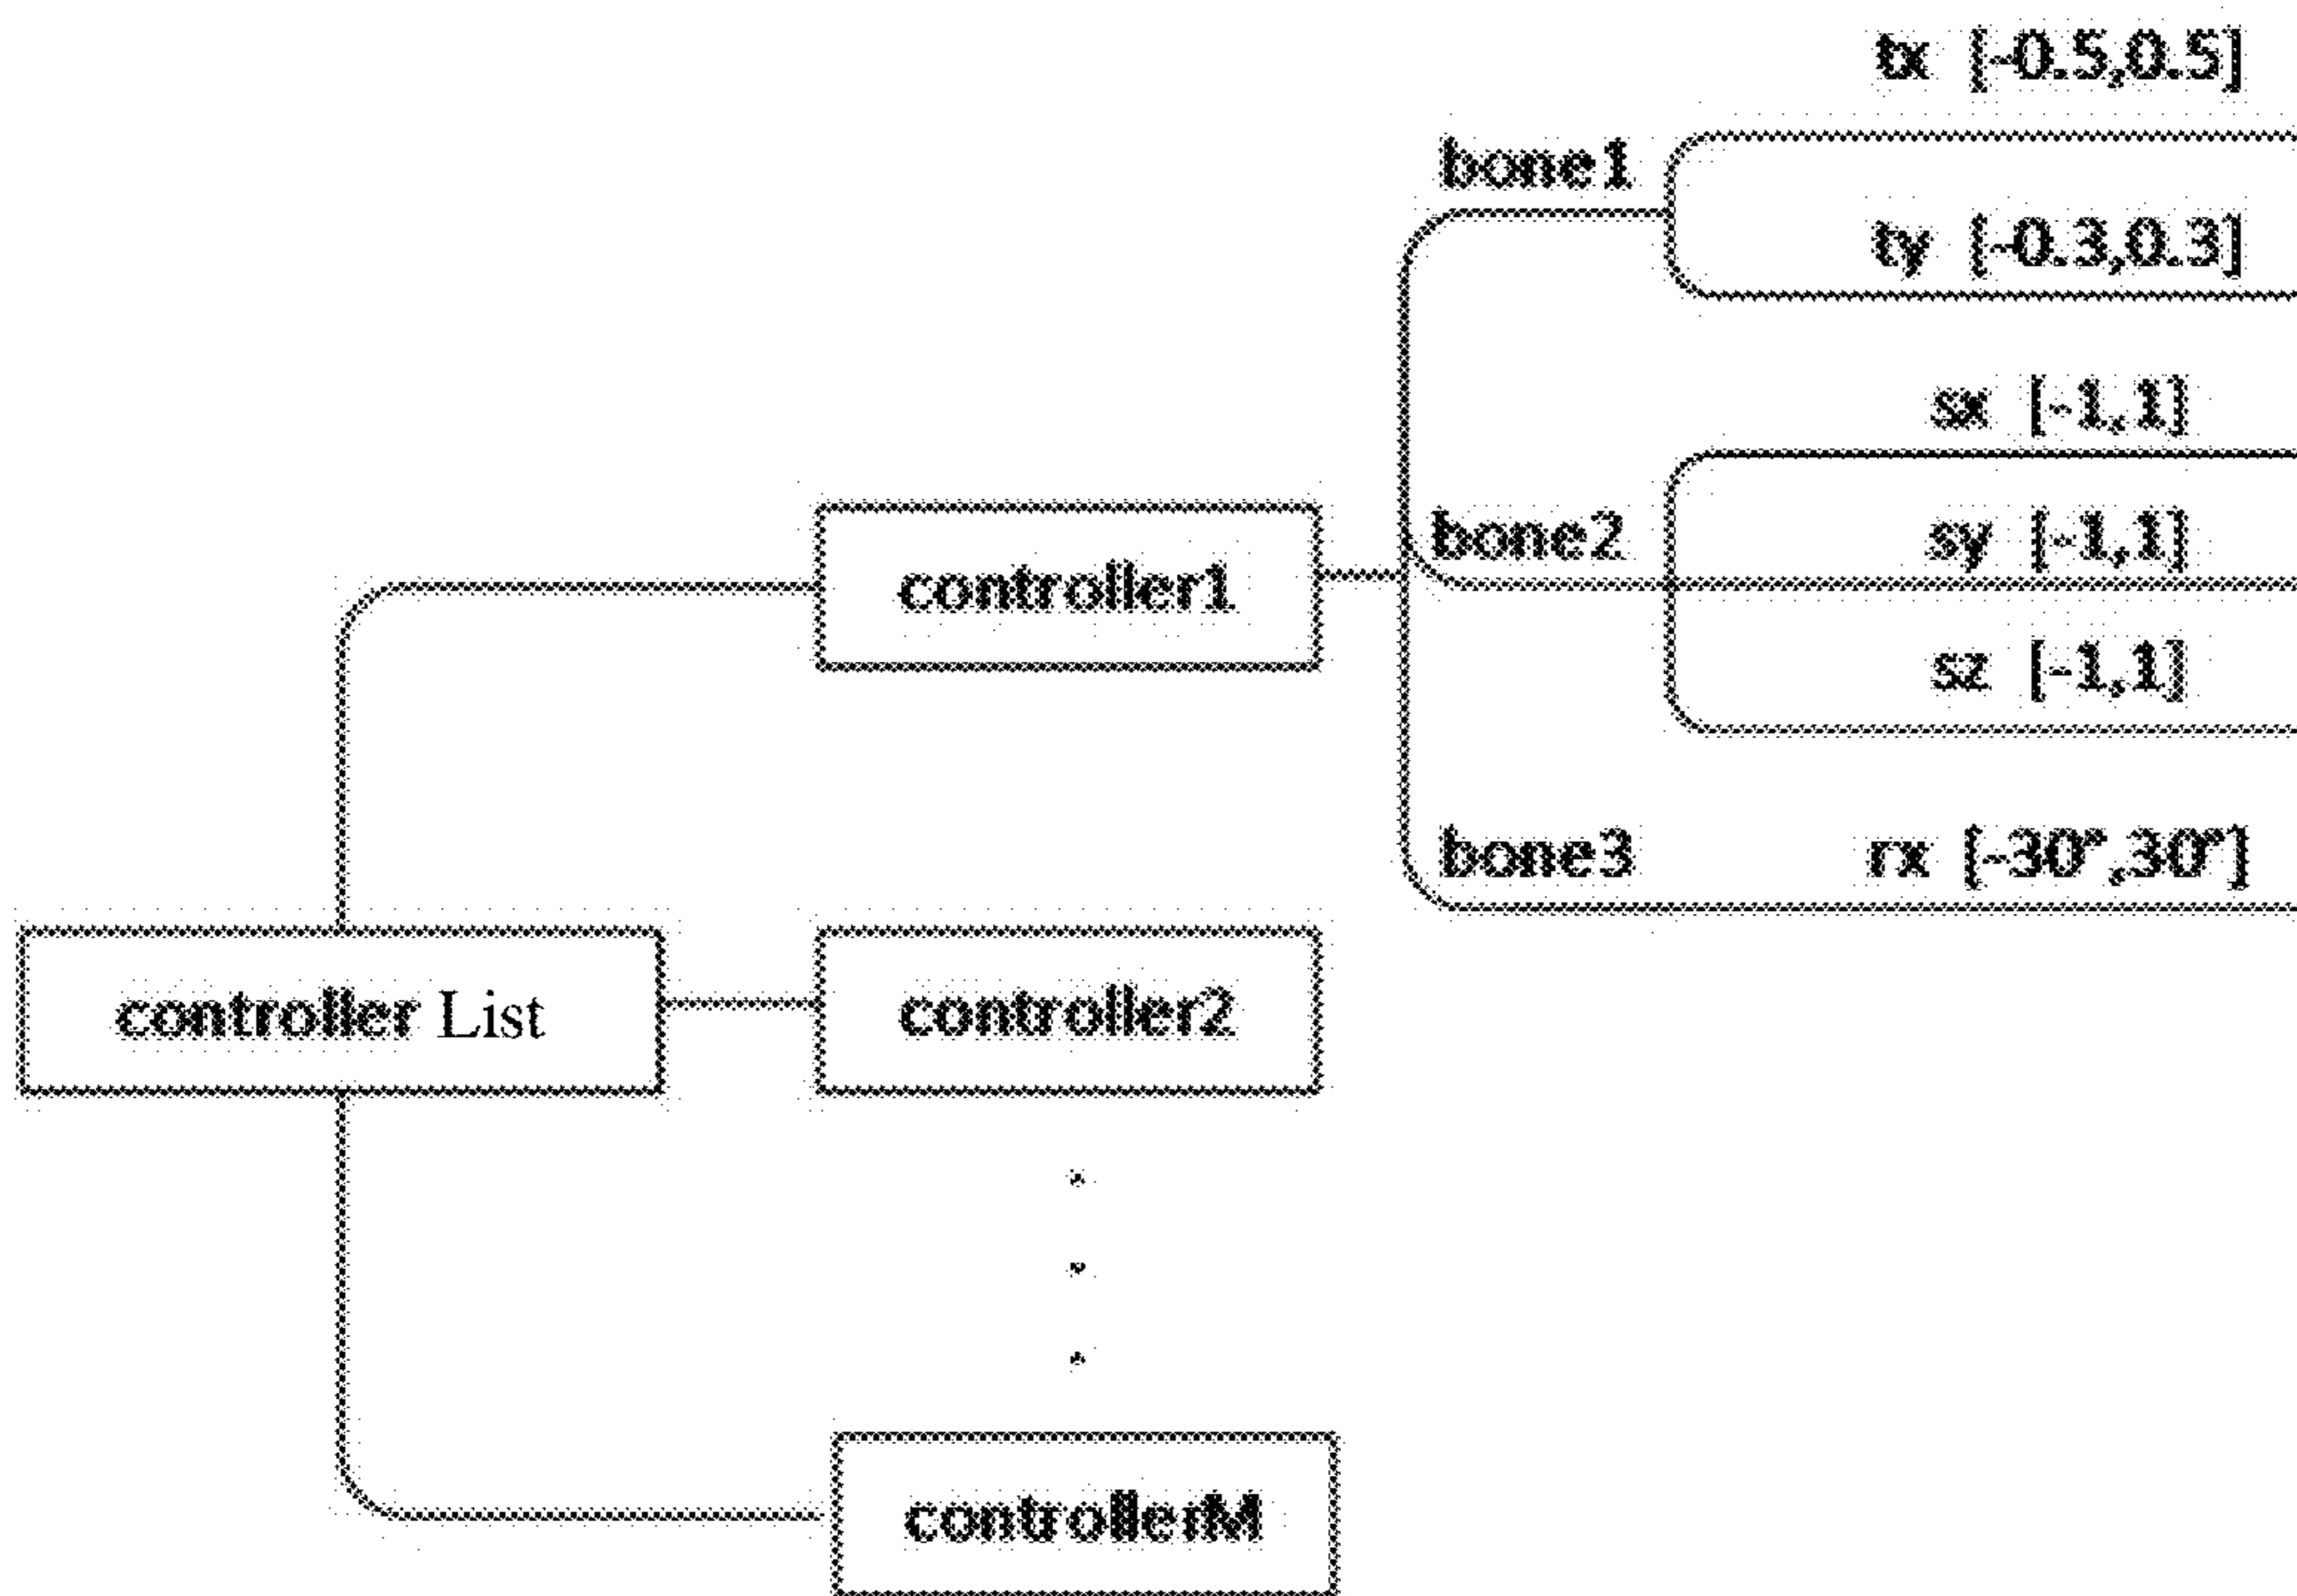 tx [-0.5,0.5]
bone1
ty [-0.3,0.3]
sx [-1,1]
bone2
sy [-1,1]
controller1
sz [-1,1]
bone3
rx [-30°,30°]
controller List
controller2
controllerM